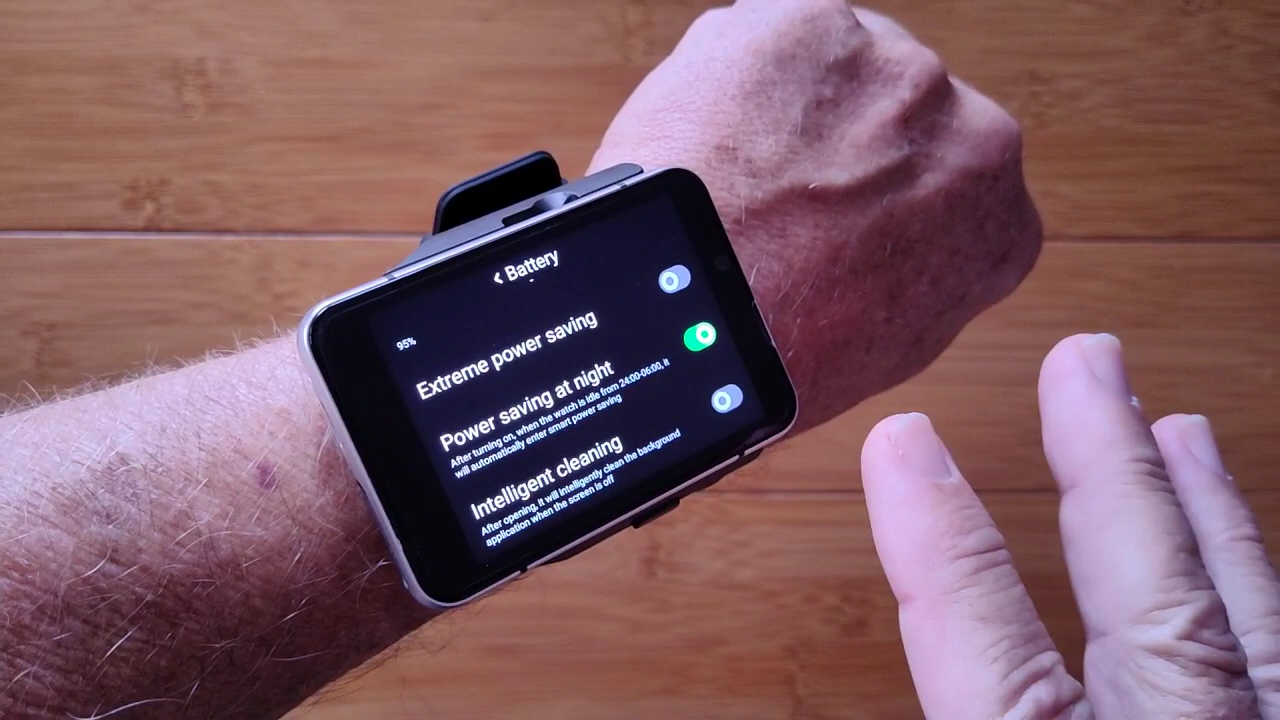 < Battery
95%
Extreme power saving
Power saving at night
After turning on, when the watch is idle from 24:00-06:00, it
will automatically enter smart power saving
Intelligent cleaning
After opening, it will intelligently clean the background
application when the screen is off